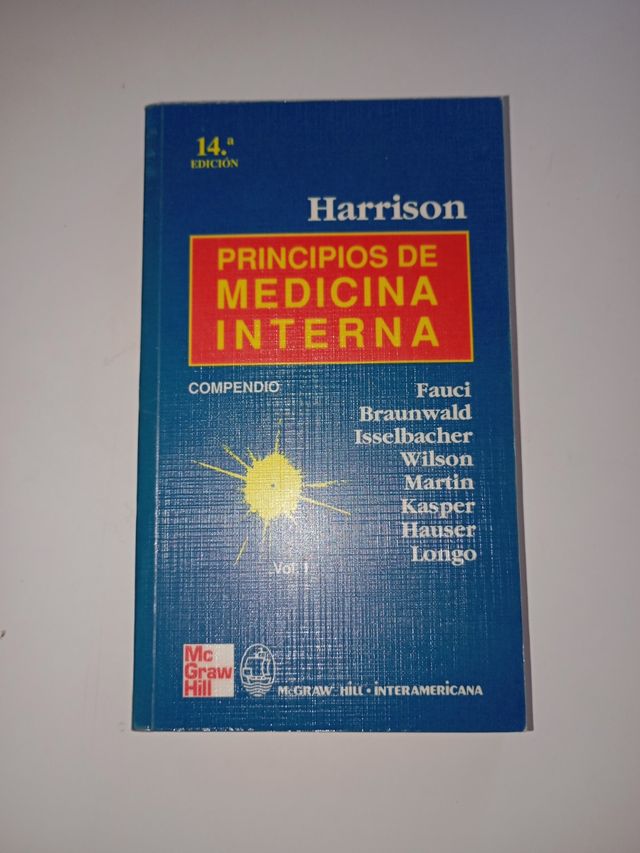 14.ª
EDICIÓN
Harrison
PRINCIPIOS DE
MEDICINA
INTERNA
COMPENDIO
Fauci
Braunwald
Isselbacher
Wilson
Martin
Kasper
Hauser
Longo
Vol. I
Mc
Graw
Hill
McGRAW HILL • INTERAMERICANA